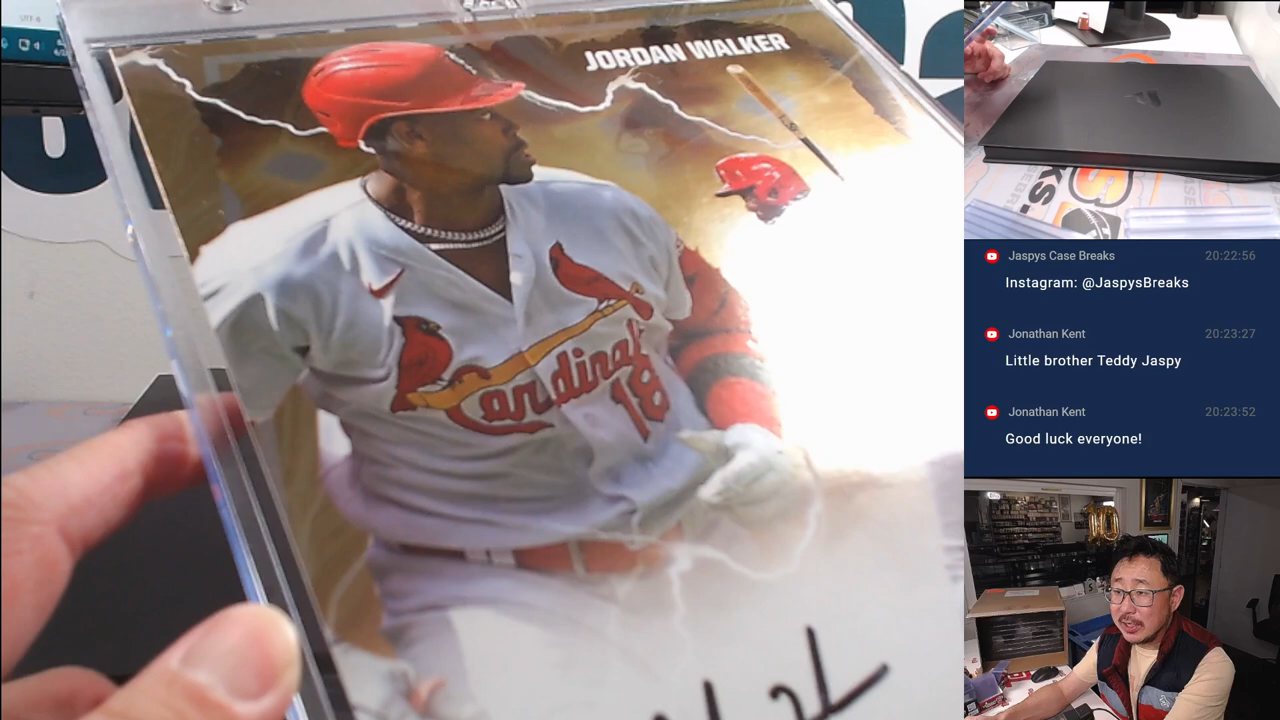 JORDAN WALKER
Cardinals
18
Jaspys Case Breaks 20:22:56
Instagram: @JaspysBreaks
Jonathan Kent 20:23:27
Little brother Teddy Jaspy
Jonathan Kent 20:23:52
Good luck everyone!
10